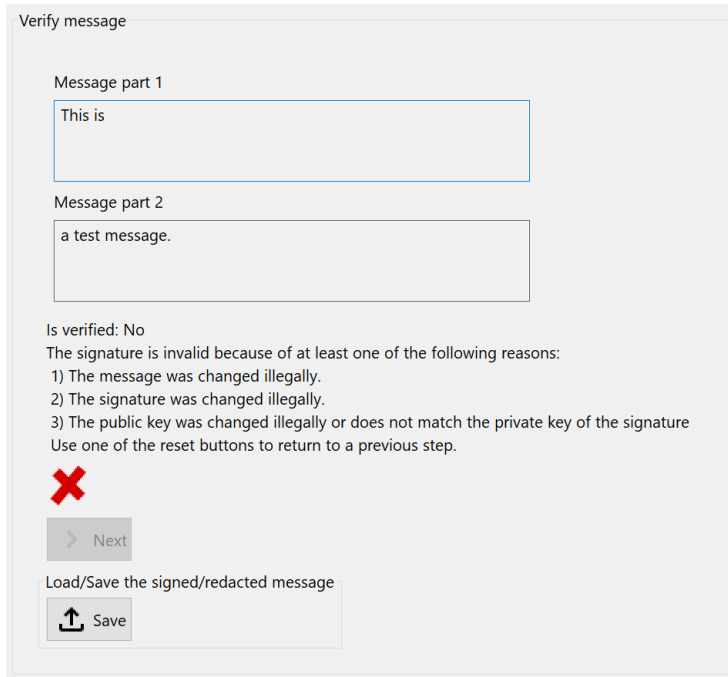 Verify message
Message part 1
This is
Message part 2
a test message.
Is verified: No
The signature is invalid because of at least one of the following reasons:
1) The message was changed illegally.
2) The signature was changed illegally.
3) The public key was changed illegally or does not match the private key of the signature
Use one of the reset buttons to return to a previous step.
Next
Load/Save the signed/redacted message
Save